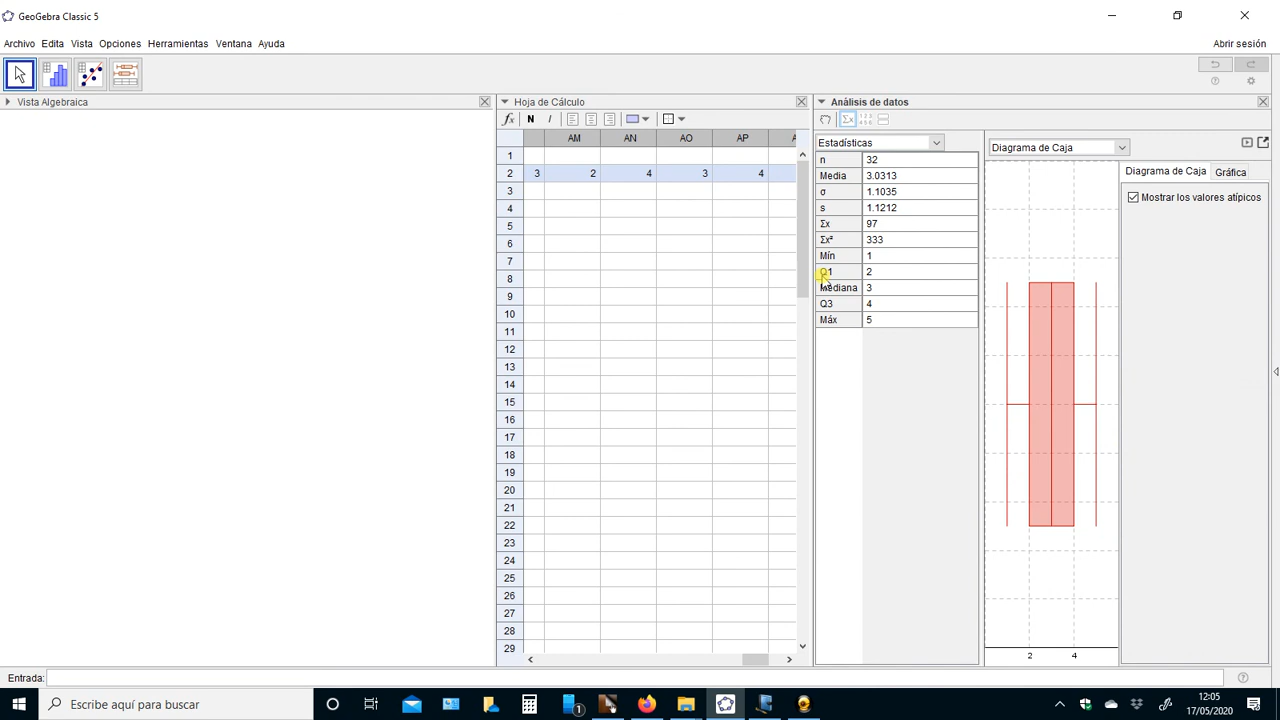 GeoGebra Classic 5
Archivo Edita Vista Opciones Herramientas Ventana Ayuda Abrir sesión
Vista Algebraica
Hoja de Cálculo
Análisis de datos
fx N I
Σx
Estadísticas
Diagrama de Caja
AM AN AO AP
1
2 3 2 4 3 4
3
4
5
6
7
8
9
10
11
12
13
14
15
16
17
18
19
20
21
22
23
24
25
26
27
28
29
n 32
Media 3.0313
σ 1.1035
s 1.1212
Σx 97
Σx² 333
Mín 1
Q1 2
Mediana 3
Q3 4
Máx 5
Diagrama de Caja Gráfica
Mostrar los valores atípicos
2 4
Entrada:
Escribe aquí para buscar
1
12:05
17/05/2020